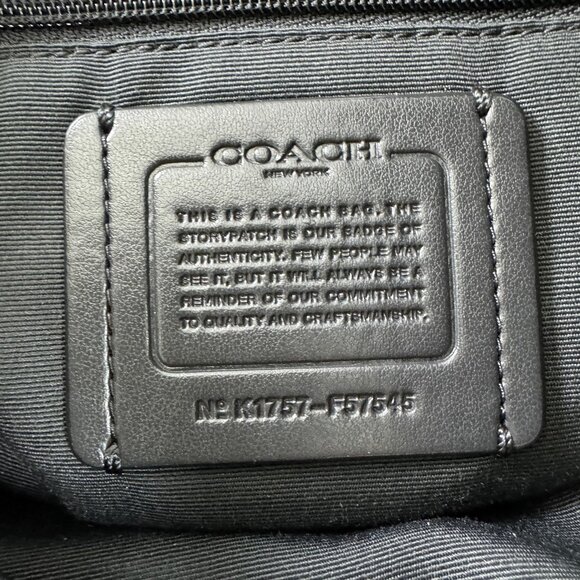 COACH
NEW YORK
THIS IS A COACH BAG. THE
STORYPATCH IS OUR BADGE OF
AUTHENTICITY. FEW PEOPLE MAY
SEE IT, BUT IT WILL ALWAYS BE A
REMINDER OF OUR COMMITMENT
TO QUALITY AND CRAFTSMANSHIP.
No K1757-F57545